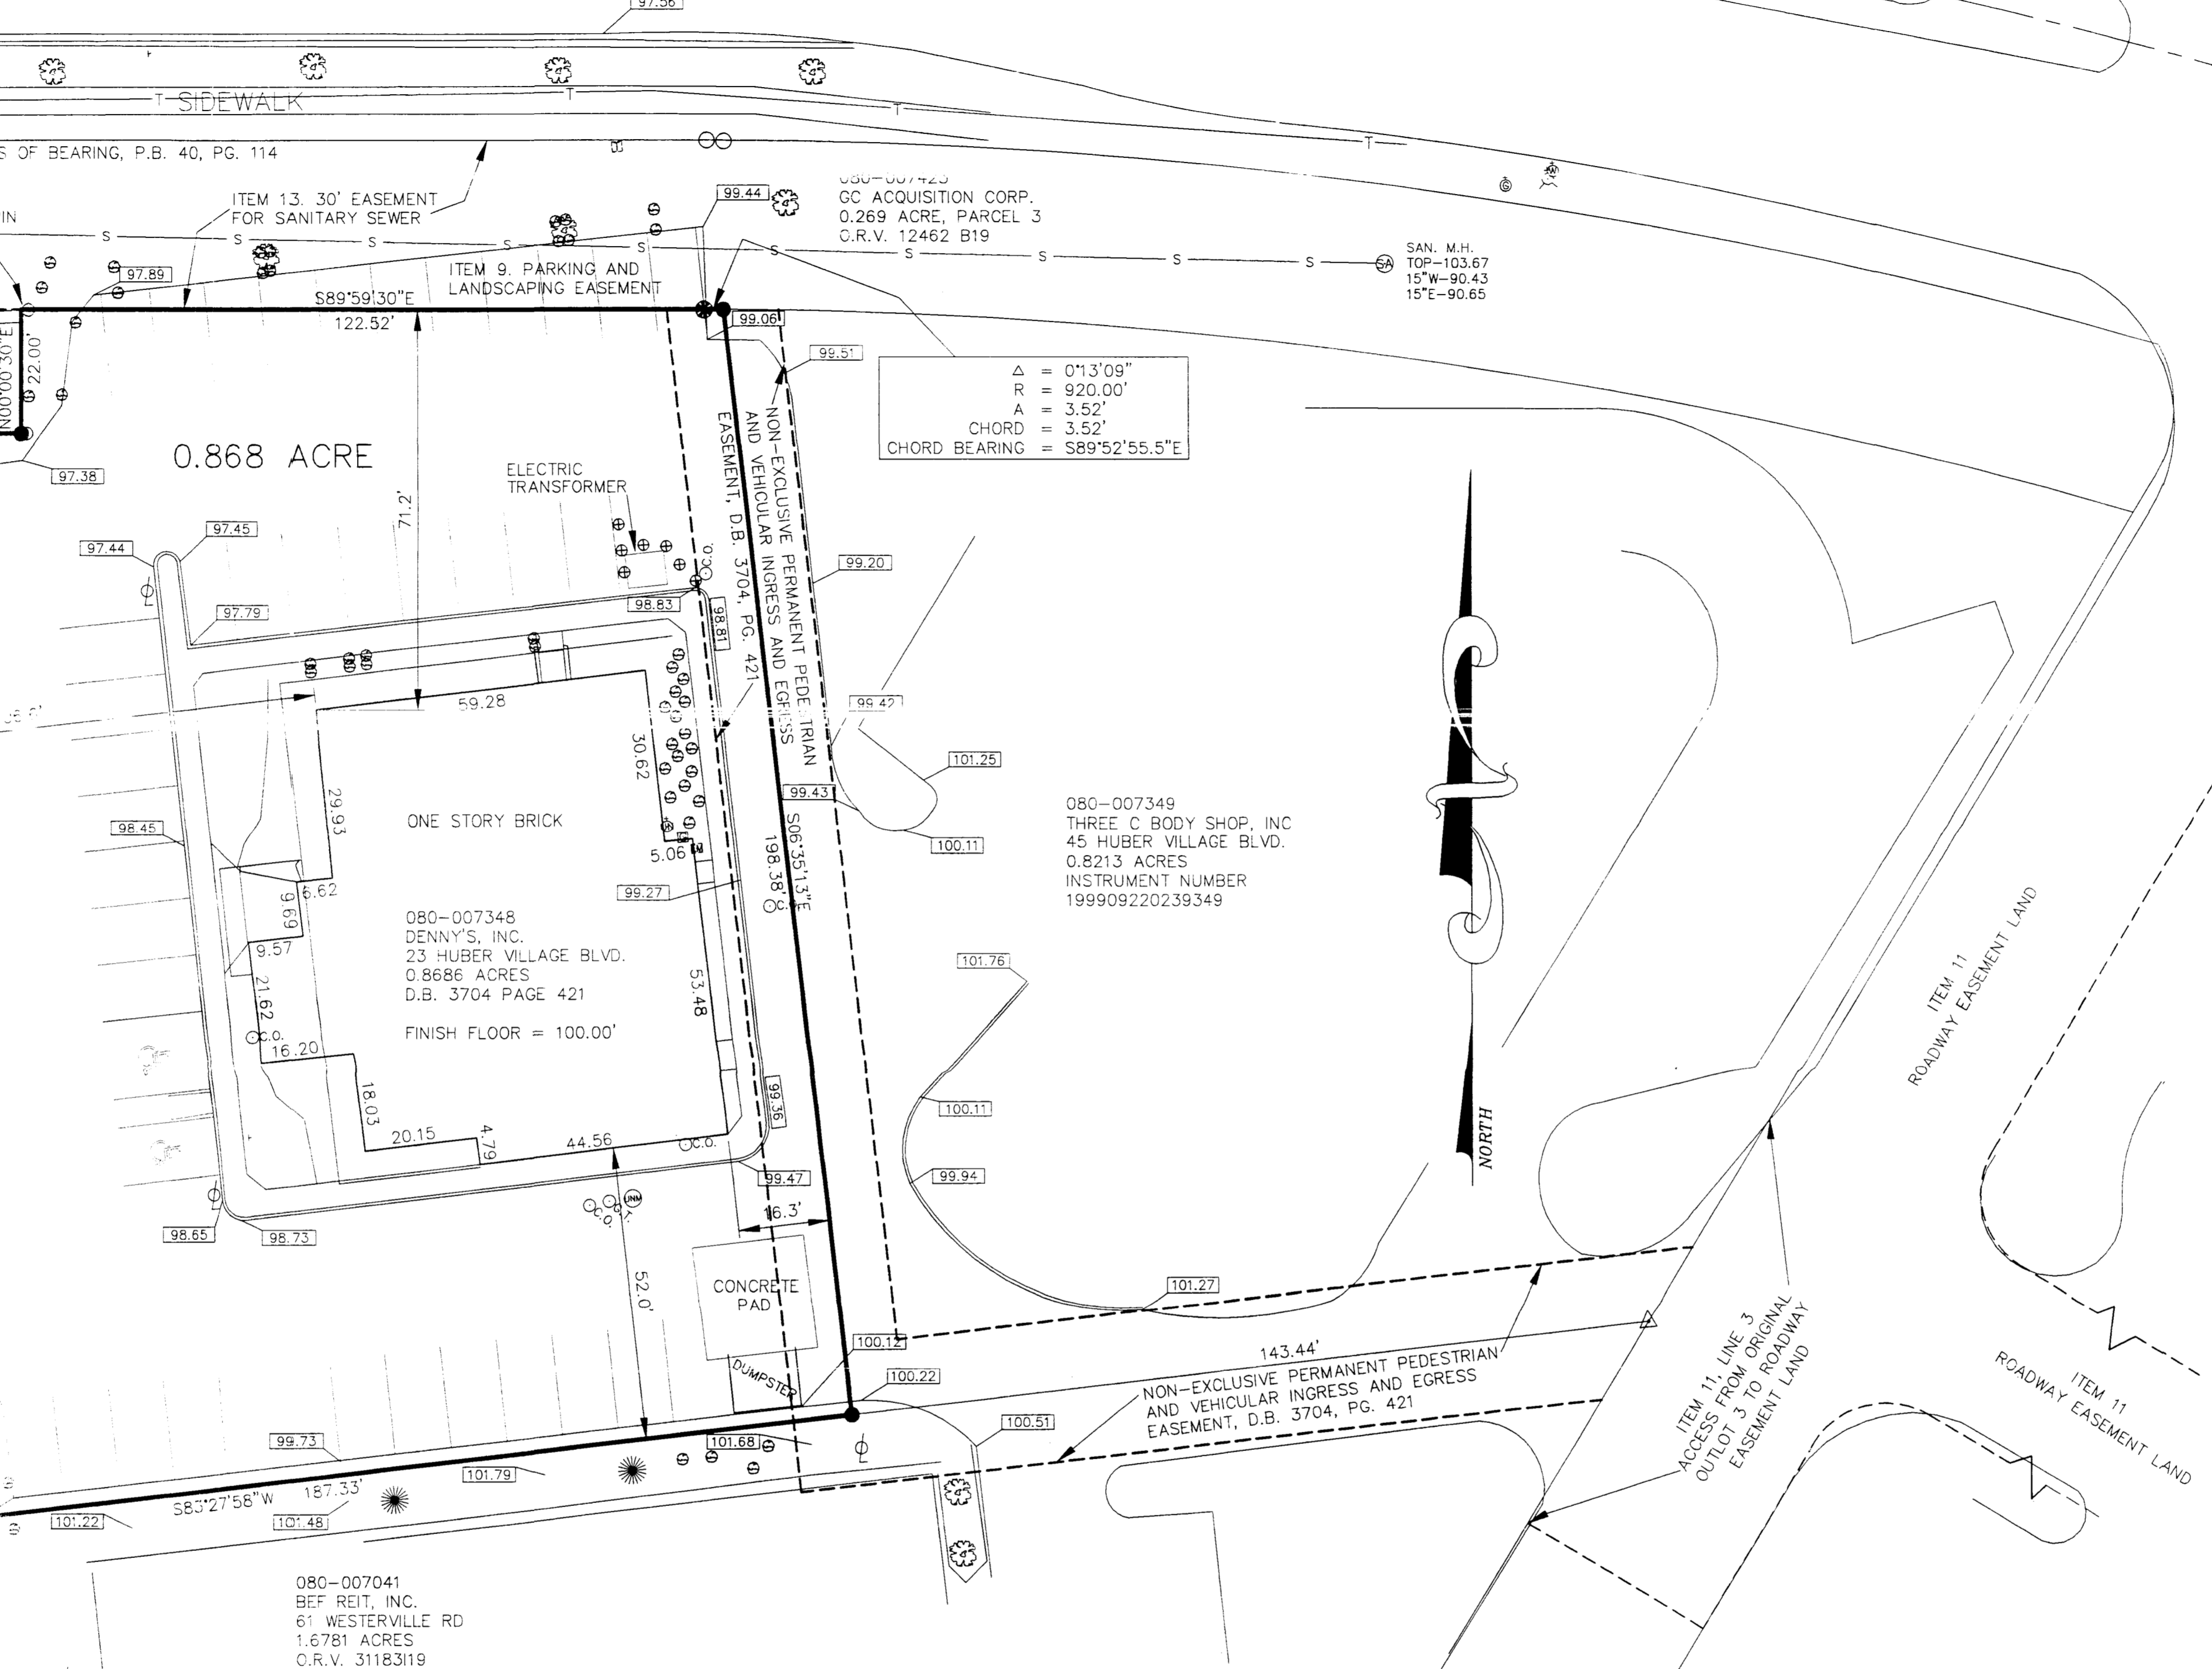 97.56
SIDEWALK
T
T
T
T
S OF BEARING, P.B. 40, PG. 114
ITEM 13. 30' EASEMENT
FOR SANITARY SEWER
99.44
080-007423
GC ACQUISITION CORP.
0.269 ACRE, PARCEL 3
O.R.V. 12462 B19
S
S
S
S
S
S
S
S
S
S
SAN. M.H.
TOP-103.67
15"W-90.43
15"E-90.65
SA
G
W
97.89
ITEM 9. PARKING AND
LANDSCAPING EASEMENT
S89°59'30"E
122.52'
99.06
99.51
N00°00'30"E
22.00'
97.38
0.868 ACRE
71.2'
ELECTRIC
TRANSFORMER
Δ = 0°13'09"
R = 920.00'
A = 3.52'
CHORD = 3.52'
CHORD BEARING = S89°52'55.5"E
NON-EXCLUSIVE PERMANENT PEDESTRIAN
AND VEHICULAR INGRESS AND EGRESS
EASEMENT, D.B. 3704, PG. 421
97.45
97.44
97.79
C.O.
98.83
98.81
99.20
99.42
59.28
30.62
29.93
101.25
99.43
100.11
98.45
ONE STORY BRICK
5.06
S06°35'13"E
198.38'
99.27
6.62
9.69
9.57
21.62
C.O.
16.20
18.03
20.15
4.79
44.56
C.O.
53.48
080-007348
DENNY'S, INC.
23 HUBER VILLAGE BLVD.
0.8686 ACRES
D.B. 3704 PAGE 421
FINISH FLOOR = 100.00'
080-007349
THREE C BODY SHOP, INC
45 HUBER VILLAGE BLVD.
0.8213 ACRES
INSTRUMENT NUMBER
199909220239349
101.76
100.11
99.94
99.36
99.47
16.3'
98.65
98.73
C.O.
G.T.
UNM
52.0'
CONCRETE
PAD
DUMPSTER
100.12
100.22
100.51
101.27
NORTH
ITEM 11
ROADWAY EASEMENT LAND
143.44'
NON-EXCLUSIVE PERMANENT PEDESTRIAN
AND VEHICULAR INGRESS AND EGRESS
EASEMENT, D.B. 3704, PG. 421
ITEM 11, LINE 3
ACCESS FROM ORIGINAL
OUTLOT 3 TO ROADWAY
EASEMENT LAND
ITEM 11
ROADWAY EASEMENT LAND
99.73
101.68
101.79
S83°27'58"W
187.33'
101.22
101.48
080-007041
BEF REIT, INC.
61 WESTERVILLE RD
1.6781 ACRES
O.R.V. 31183I19